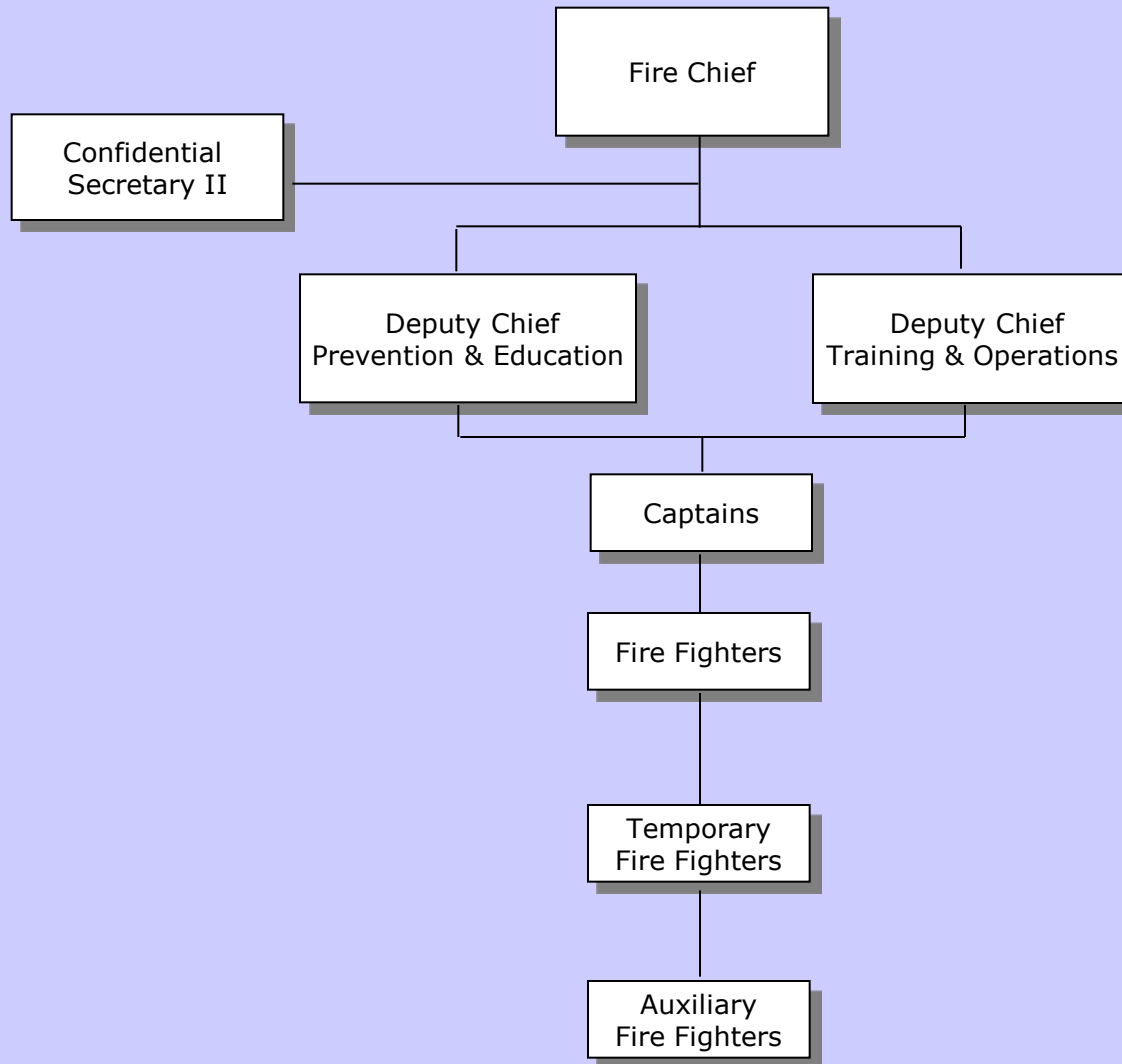 Fire Chief
Confidential
Secretary II
Deputy Chief
Prevention & Education
Deputy Chief
Training & Operations
Captains
Fire Fighters
Temporary
Fire Fighters
Auxiliary
Fire Fighters